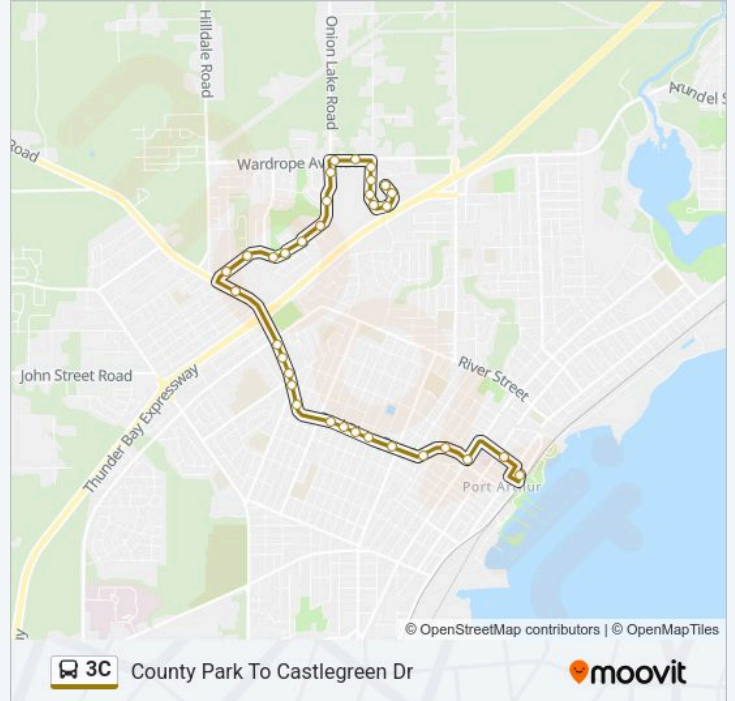 Hilldale Road
Onion Lake Road
Arundel S
Road
Wardrope Av
River Street
John Street Road
Thunder Bay Expressway
Port Arthur
© OpenStreetMap contributors | © OpenMapTiles
3C County Park To Castlegreen Dr
moovit